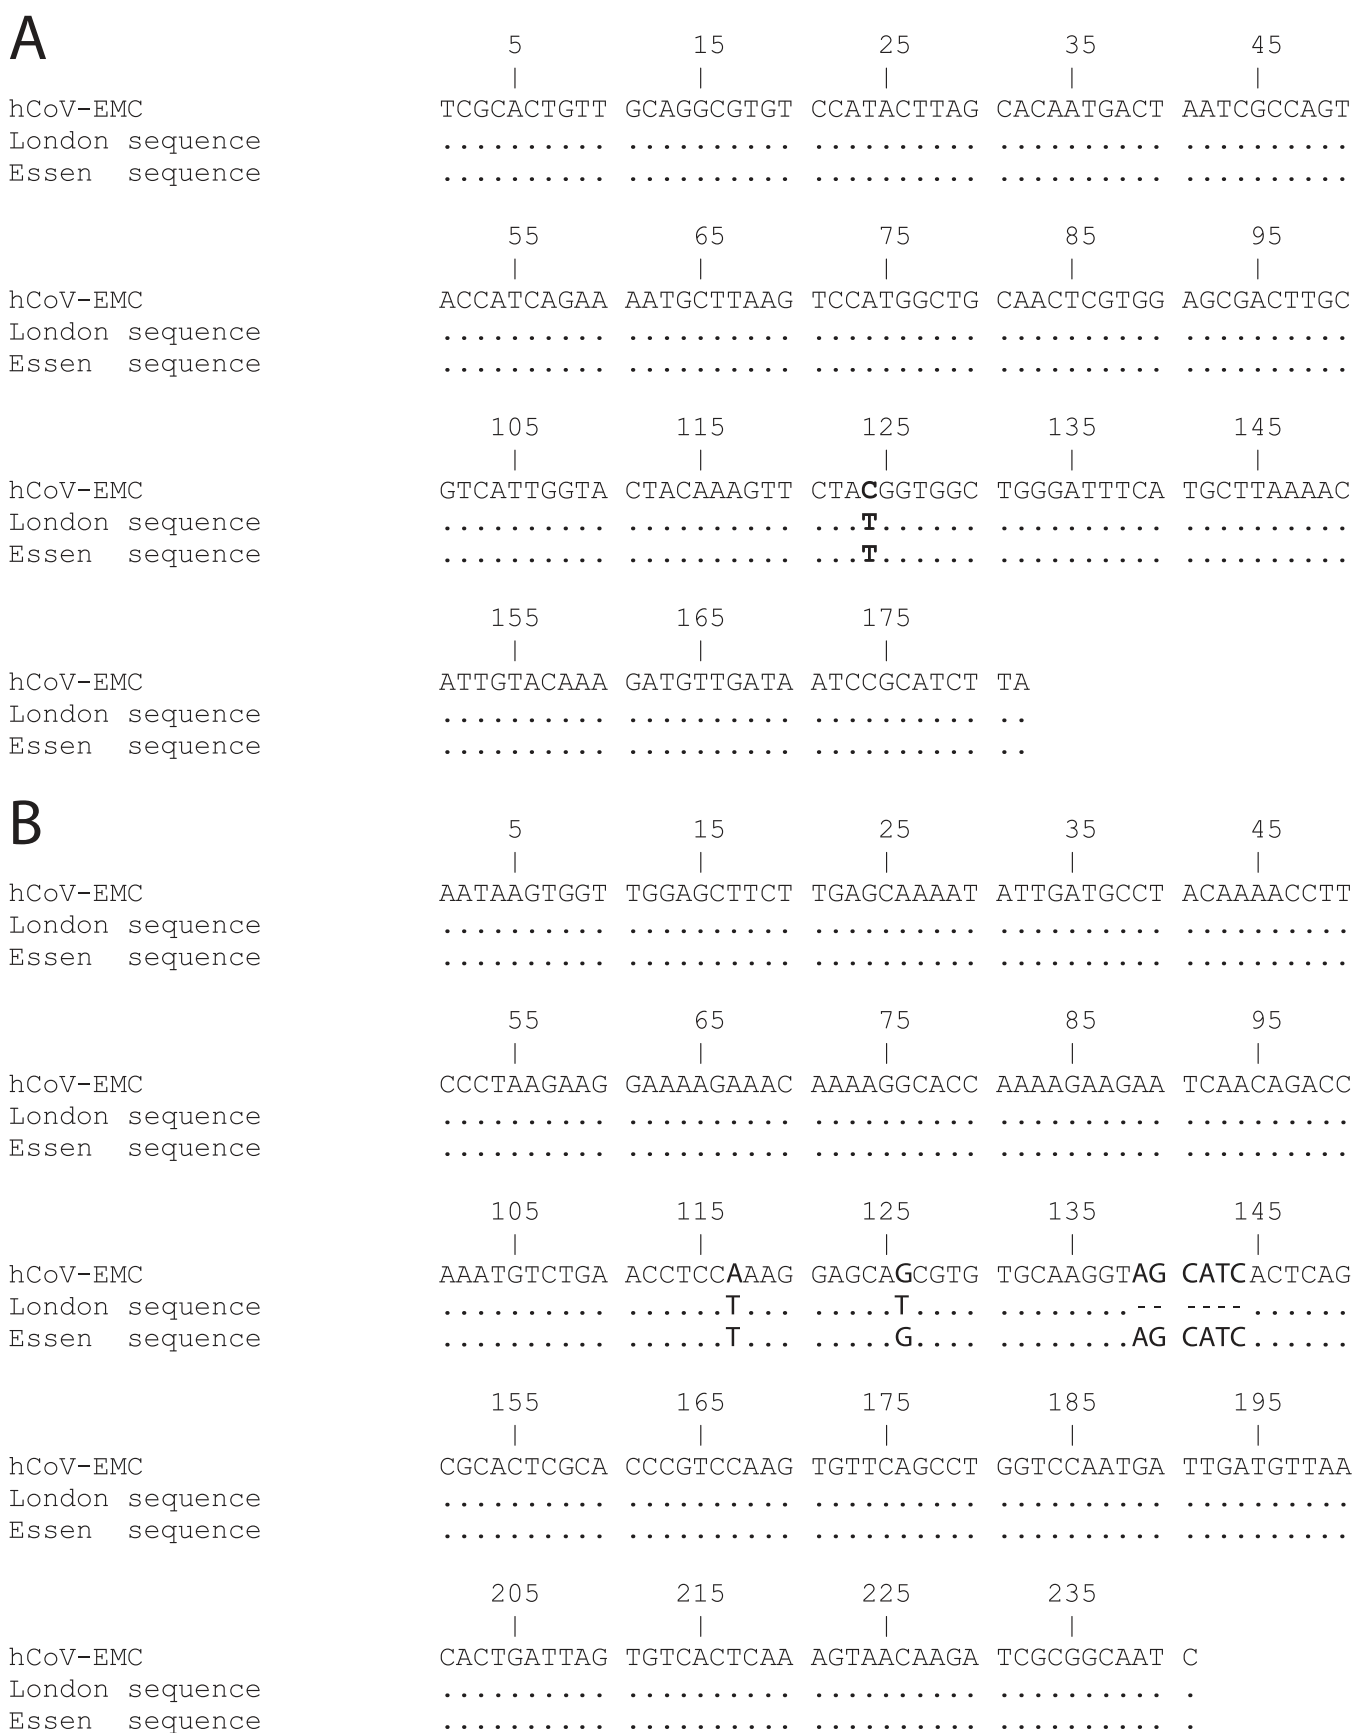 A
5 15 25 35 45
| | | | |
hCoV-EMC TCGCACTGTT GCAGGCGTGT CCATACTTAG CACAATGACT AATCGCCAGT
London sequence .......... .......... .......... .......... ..........
Essen sequence .......... .......... .......... .......... ..........
55 65 75 85 95
| | | | |
hCoV-EMC ACCATCAGAA AATGCTTAAG TCCATGGCTG CAACTCGTGG AGCGACTTGC
London sequence .......... .......... .......... .......... ..........
Essen sequence .......... .......... .......... .......... ..........
105 115 125 135 145
| | | | |
hCoV-EMC GTCATTGGTA CTACAAAGTT CTACGGTGGC TGGGATTTCA TGCTTAAAAC
London sequence .......... .......... ...T...... .......... ..........
Essen sequence .......... .......... ...T...... .......... ..........
155 165 175
| | |
hCoV-EMC ATTGTACAAA GATGTTGATA ATCCGCATCT TA
London sequence .......... .......... .......... ..
Essen sequence .......... .......... .......... ..
B
5 15 25 35 45
| | | | |
hCoV-EMC AATAAGTGGT TGGAGCTTCT TGAGCAAAAT ATTGATGCCT ACAAAACCTT
London sequence .......... .......... .......... .......... ..........
Essen sequence .......... .......... .......... .......... ..........
55 65 75 85 95
| | | | |
hCoV-EMC CCCTAAGAAG GAAAAGAAAC AAAAGGCACC AAAAGAAGAA TCAACAGACC
London sequence .......... .......... .......... .......... ..........
Essen sequence .......... .......... .......... .......... ..........
105 115 125 135 145
| | | | |
hCoV-EMC AAATGTCTGA ACCTCCAAAG GAGCAGCGTG TGCAAGGTAG CATCACTCAG
London sequence .......... ......T... .....T.... ........-- ----......
Essen sequence .......... ......T... .....G.... ........AG CATC......
155 165 175 185 195
| | | | |
hCoV-EMC CGCACTCGCA CCCGTCCAAG TGTTCAGCCT GGTCCAATGA TTGATGTTAA
London sequence .......... .......... .......... .......... ..........
Essen sequence .......... .......... .......... .......... ..........
205 215 225 235
| | | |
hCoV-EMC CACTGATTAG TGTCACTCAA AGTAACAAGA TCGCGGCAAT C
London sequence .......... .......... .......... .......... .
Essen sequence .......... .......... .......... .......... .